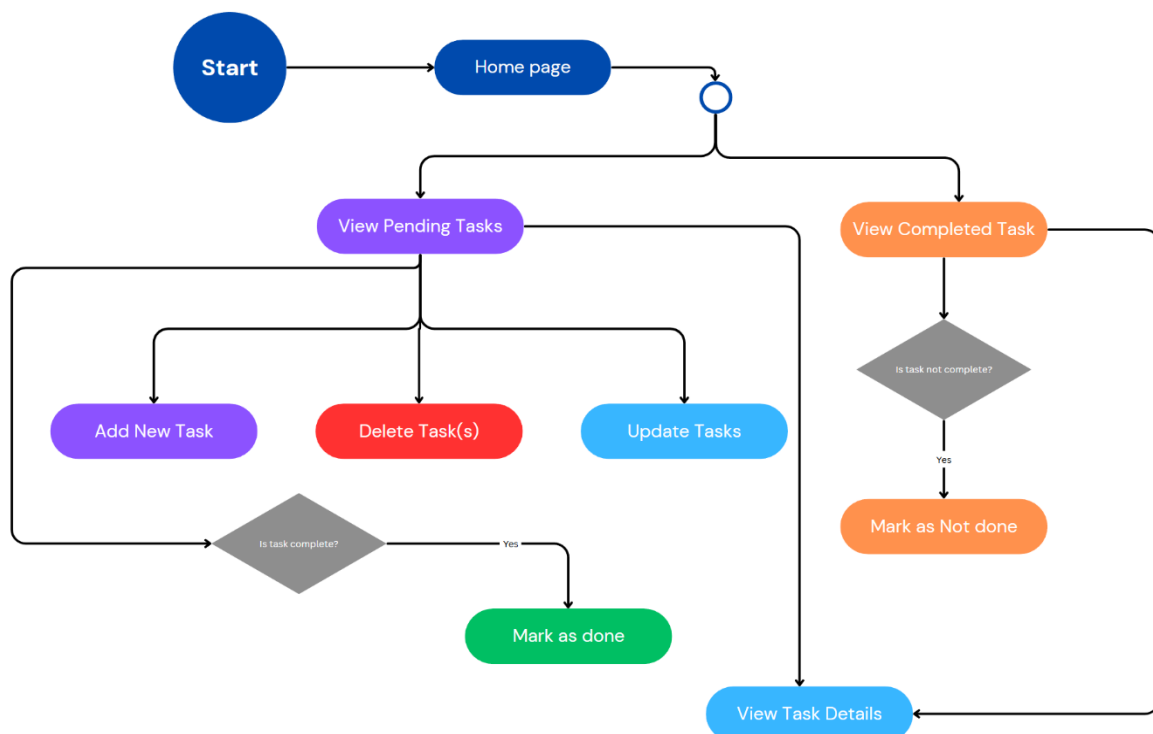 Start
Home page
View Pending Tasks
View Completed Task
Is task not complete?
Add New Task
Delete Task(s)
Update Tasks
Yes
Mark as Not done
Is task complete?
Yes
Mark as done
View Task Details